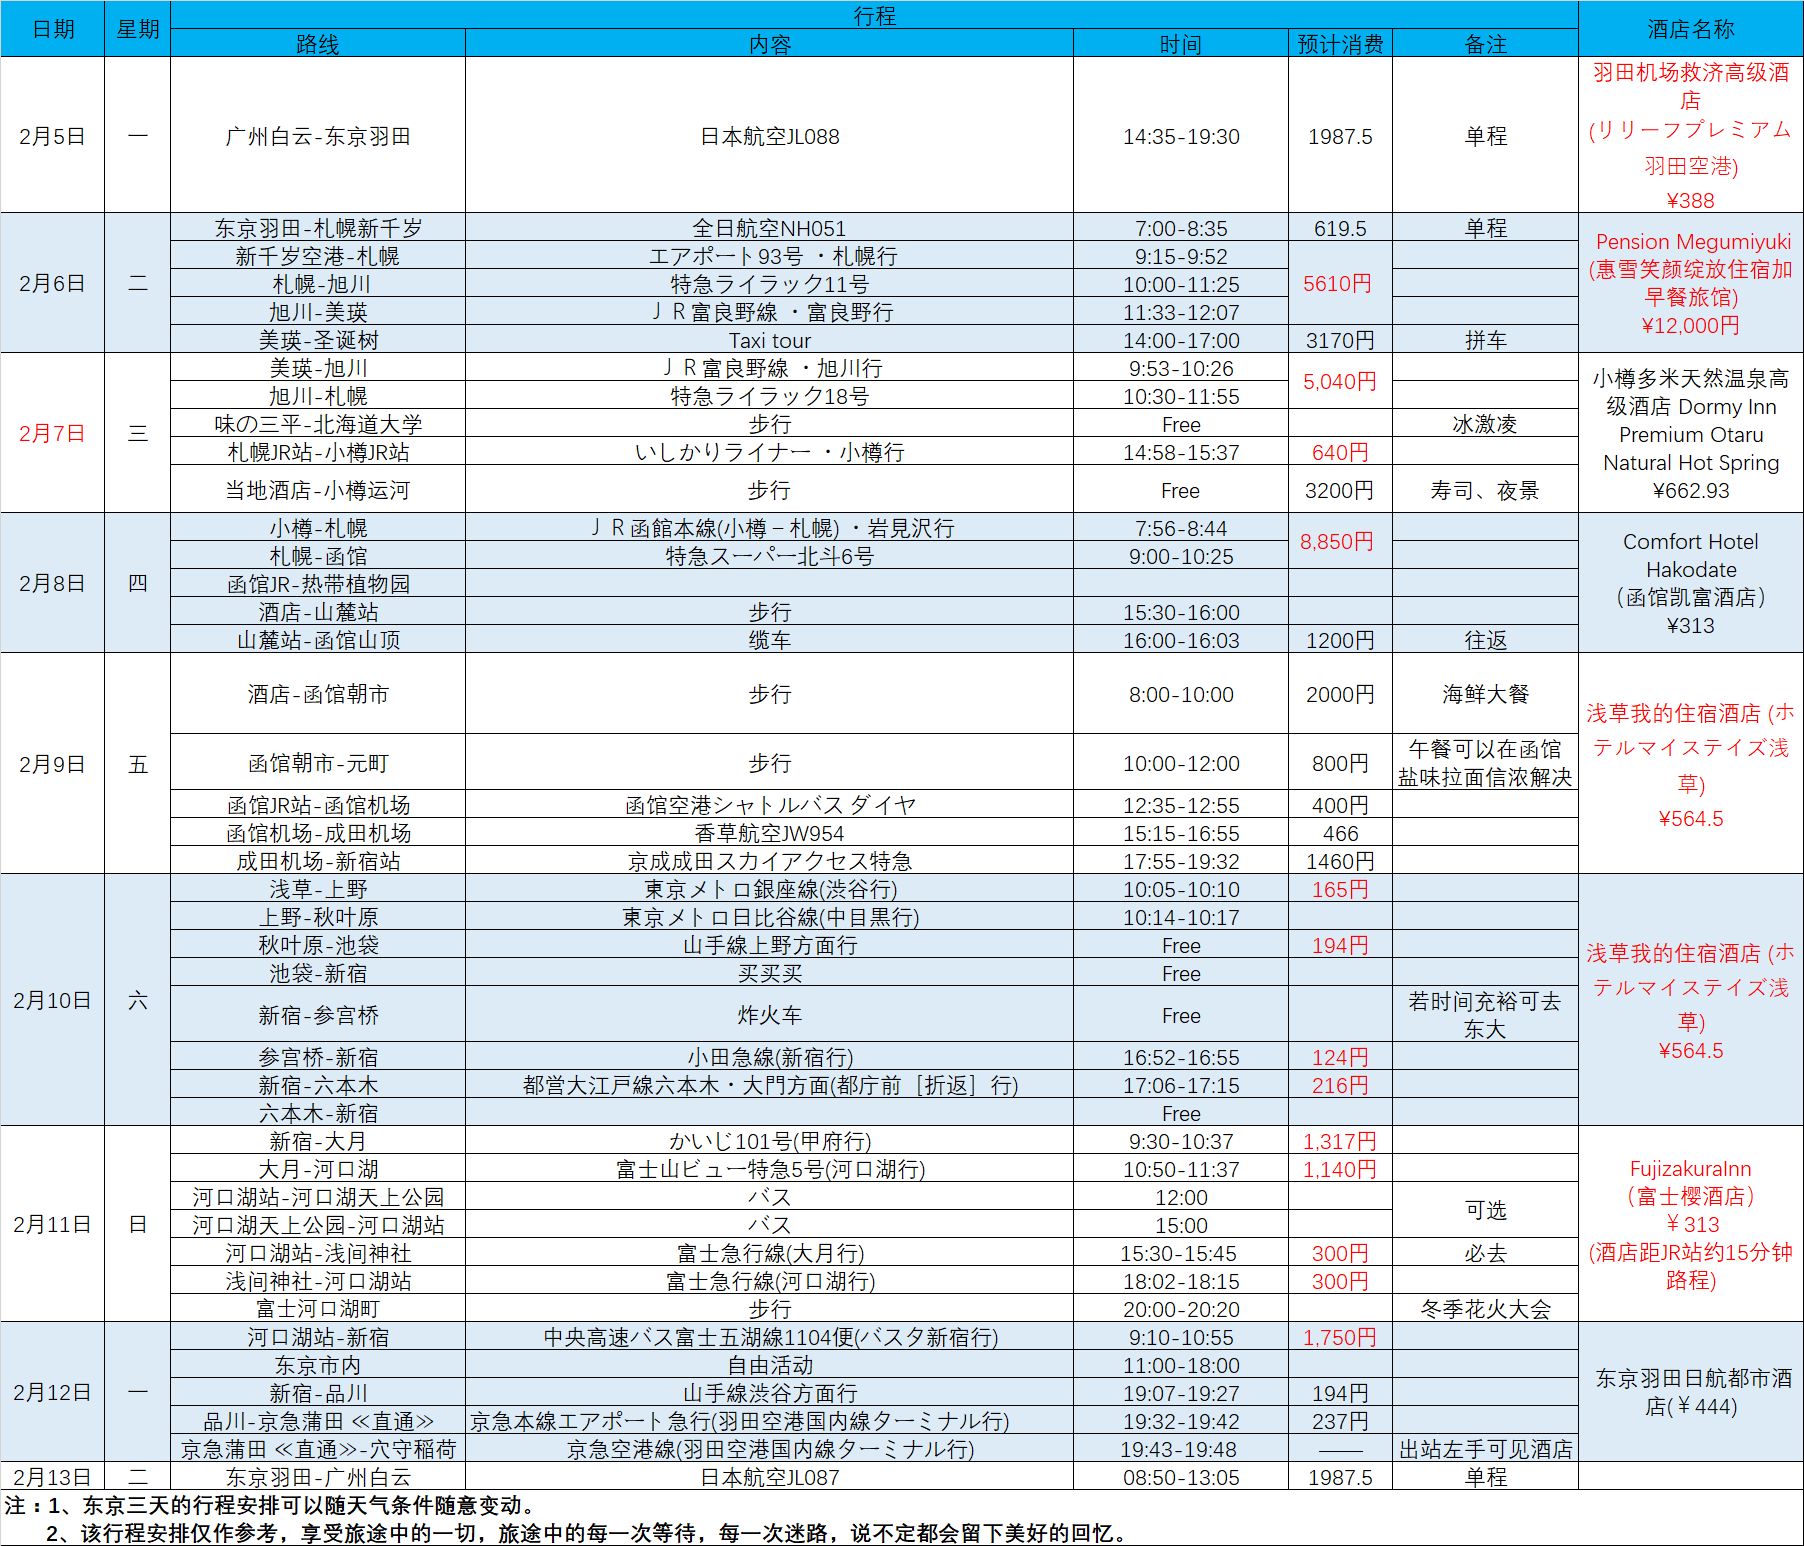 日期 星期 行程 酒店名称
路线 内容 时间 预计消费 备注
2月5日 一 广州白云-东京羽田 日本航空JL088 14:35-19:30 1987.5 单程
羽田机场救济高级酒
店
(リリーフプレミアム
羽田空港)
¥388
2月6日 二
东京羽田-札幌新千岁 全日航空NH051 7:00-8:35 619.5 单程
新千岁空港-札幌 エアポート93号 ・札幌行 9:15-9:52
札幌-旭川 特急ライラック11号 10:00-11:25 5610円
旭川-美瑛 ＪＲ富良野線 ・富良野行 11:33-12:07
美瑛-圣诞树 Taxi tour 14:00-17:00 3170円 拼车
Pension Megumiyuki
(惠雪笑颜绽放住宿加
早餐旅馆)
¥12,000円
2月7日 三
美瑛-旭川 ＪＲ富良野線 ・旭川行 9:53-10:26 5,040円
旭川-札幌 特急ライラック18号 10:30-11:55
味の三平-北海道大学 步行 Free 冰激凌
札幌JR站-小樽JR站 いしかりライナー ・小樽行 14:58-15:37 640円
当地酒店-小樽运河 步行 Free 3200円 寿司、夜景
小樽多米天然温泉高
级酒店 Dormy Inn
Premium Otaru
Natural Hot Spring
¥662.93
2月8日 四
小樽-札幌 ＪＲ函館本線(小樽－札幌) ・岩見沢行 7:56-8:44 8,850円
札幌-函馆 特急スーパー北斗6号 9:00-10:25
函馆JR-热带植物园
酒店-山麓站 步行 15:30-16:00
山麓站-函馆山顶 缆车 16:00-16:03 1200円 往返
Comfort Hotel
Hakodate
（函馆凯富酒店）
¥313
2月9日 五
酒店-函馆朝市 步行 8:00-10:00 2000円 海鲜大餐
函馆朝市-元町 步行 10:00-12:00 800円 午餐可以在函馆
盐味拉面信浓解决
函馆JR站-函馆机场 函馆空港シャトルバス ダイヤ 12:35-12:55 400円
函馆机场-成田机场 香草航空JW954 15:15-16:55 466
成田机场-新宿站 京成成田スカイアクセス特急 17:55-19:32 1460円
浅草我的住宿酒店 (ホ
テルマイステイズ浅
草)
¥564.5
2月10日 六
浅草-上野 東京メトロ銀座線(渋谷行) 10:05-10:10 165円
上野-秋叶原 東京メトロ日比谷線(中目黒行) 10:14-10:17
秋叶原-池袋 山手線上野方面行 Free 194円
池袋-新宿 买买买 Free
新宿-参宫桥 炸火车 Free 若时间充裕可去
东大
参宫桥-新宿 小田急線(新宿行) 16:52-16:55 124円
新宿-六本木 都営大江戸線六本木・大門方面(都庁前［折返］行) 17:06-17:15 216円
六本木-新宿 Free
浅草我的住宿酒店 (ホ
テルマイステイズ浅
草)
¥564.5
2月11日 日
新宿-大月 かいじ101号(甲府行) 9:30-10:37 1,317円
大月-河口湖 富士山ビュー特急5号(河口湖行) 10:50-11:37 1,140円
河口湖站-河口湖天上公园 バス 12:00 可选
河口湖天上公园-河口湖站 バス 15:00
河口湖站-浅间神社 富士急行線(大月行) 15:30-15:45 300円 必去
浅间神社-河口湖站 富士急行線(河口湖行) 18:02-18:15 300円
富士河口湖町 步行 20:00-20:20 冬季花火大会
FujizakuraInn
（富士樱酒店）
￥313
(酒店距JR站约15分钟
路程)
2月12日 一
河口湖站-新宿 中央高速バス富士五湖線1104便(バスタ新宿行) 9:10-10:55 1,750円
东京市内 自由活动 11:00-18:00
新宿-品川 山手線渋谷方面行 19:07-19:27 194円
品川-京急蒲田 ≪直通≫ 京急本線エアポート急行(羽田空港国内線ターミナル行) 19:32-19:42 237円
京急蒲田 ≪直通≫-穴守稲荷 京急空港線(羽田空港国内線ターミナル行) 19:43-19:48 —— 出站左手可见酒店
东京羽田日航都市酒
店(￥444)
2月13日 二 东京羽田-广州白云 日本航空JL087 08:50-13:05 1987.5 单程
注：1、东京三天的行程安排可以随天气条件随意变动。
2、该行程安排仅作参考，享受旅途中的一切，旅途中的每一次等待，每一次迷路，说不定都会留下美好的回忆。